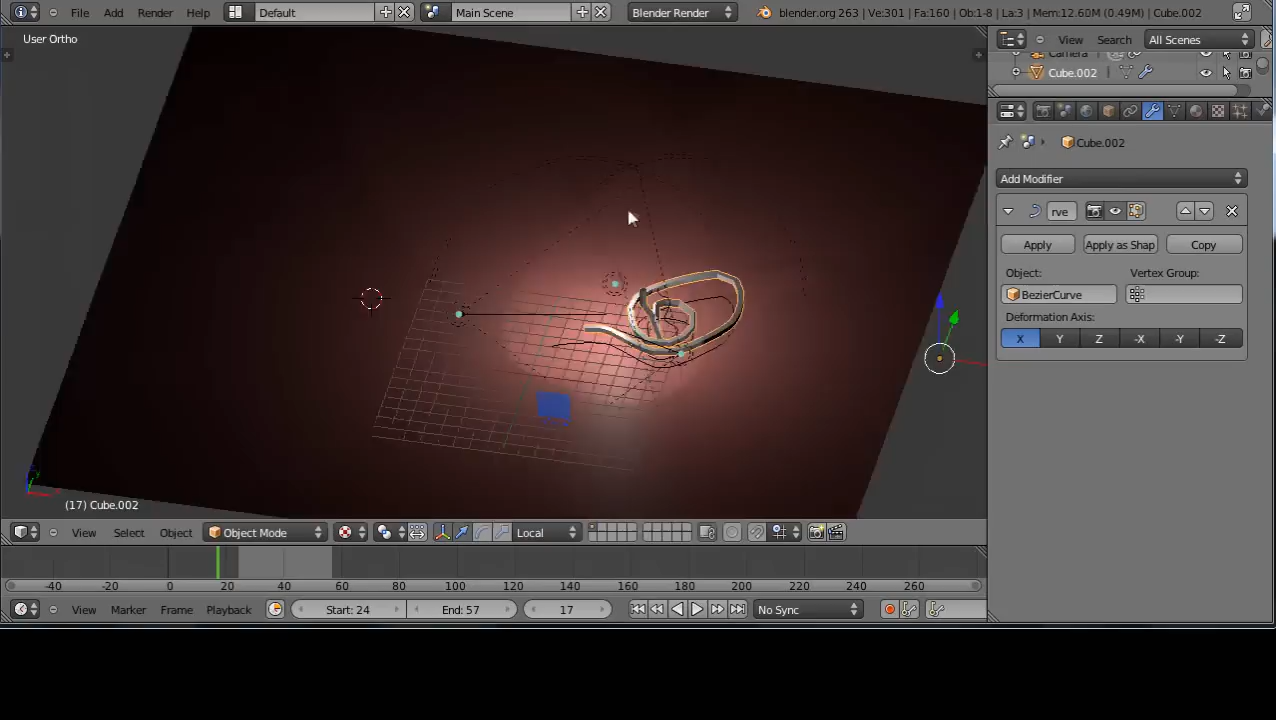 File Add Render Help Default Main Scene Blender Render blender.org 263 | Ve:301 | Fa:160 | Ob:1-8 | La:3 | Mem:12.60M (0.49M) | Cube.002
User Ortho
View Search All Scenes
Camera
Cube.002
Cube.002
Add Modifier
rve
Apply Apply as Shap Copy
Object: Vertex Group:
BezierCurve
Deformation Axis:
X Y Z -X -Y -Z
(17) Cube.002
View Select Object Object Mode Local
-40 -20 0 20 40 60 80 100 120 140 160 180 200 220 240 260
View Marker Frame Playback Start: 24 End: 57 17 No Sync